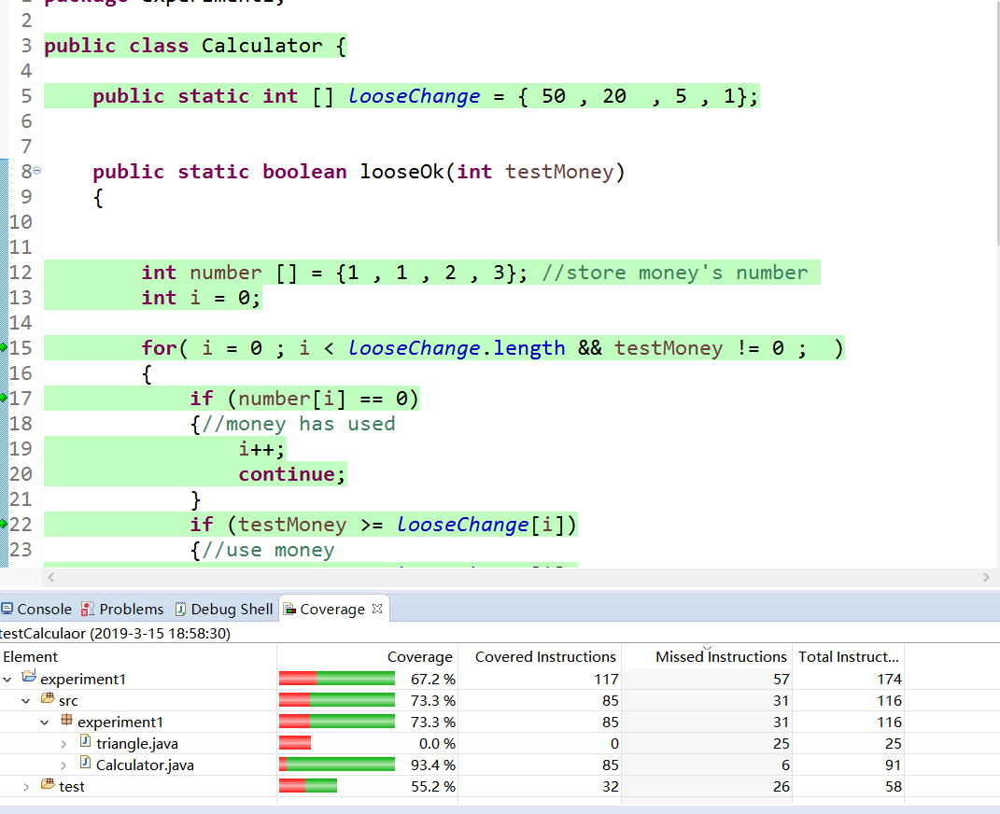 package experiment1;
2
3 public class Calculator {
4
5 public static int [] looseChange = { 50 , 20 , 5 , 1};
6
7
8 public static boolean looseOk(int testMoney)
9 {
10
11
12 int number [] = {1 , 1 , 2 , 3}; //store money's number
13 int i = 0;
14
15 for( i = 0 ; i < looseChange.length && testMoney != 0 ; )
16 {
17 if (number[i] == 0)
18 {//money has used
19 i++;
20 continue;
21 }
22 if (testMoney >= looseChange[i])
23 {//use money
Console Problems Debug Shell Coverage
testCalculaor (2019-3-15 18:58:30)
Element Coverage Covered Instructions Missed Instructions Total Instruct...
experiment1 67.2 % 117 57 174
src 73.3 % 85 31 116
experiment1 73.3 % 85 31 116
triangle.java 0.0 % 0 25 25
Calculator.java 93.4 % 85 6 91
test 55.2 % 32 26 58